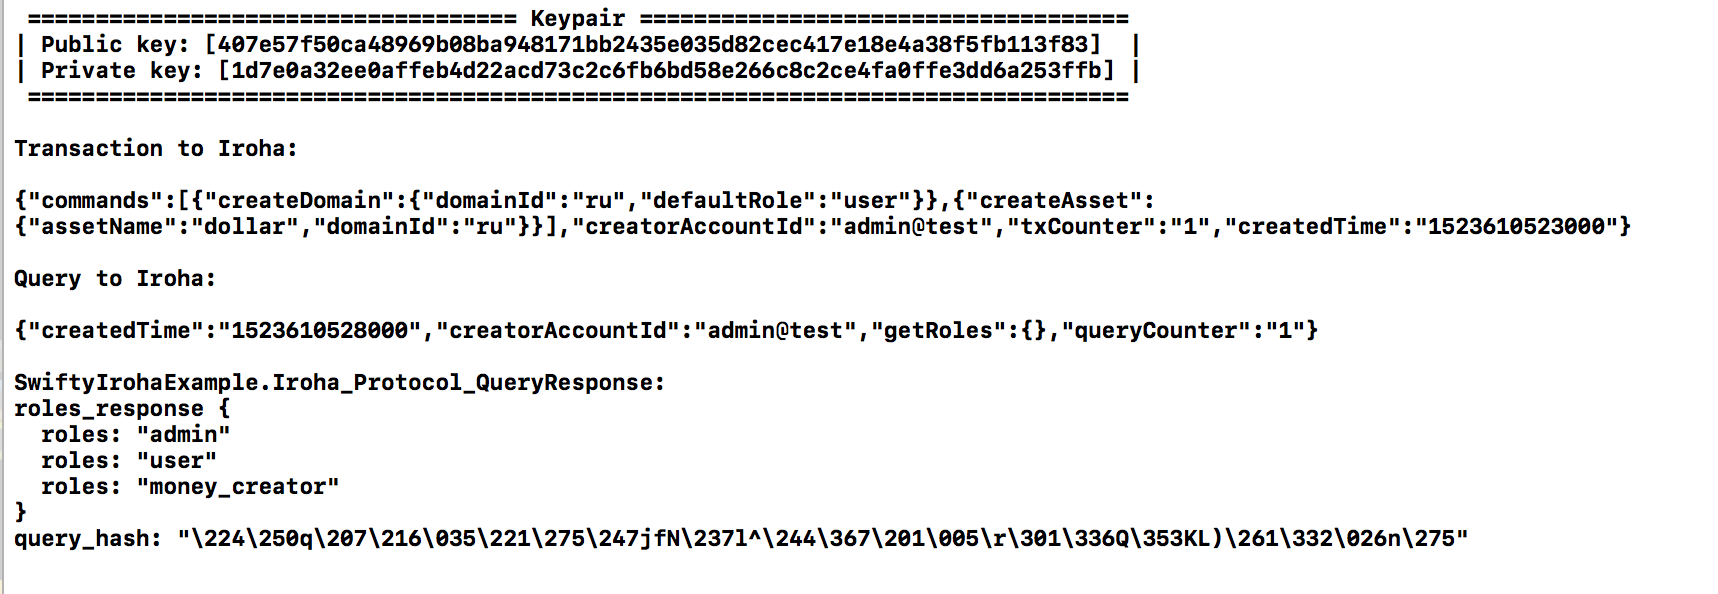 ==================================== Keypair ====================================
| Public key: [407e57f50ca48969b08ba948171bb2435e035d82cec417e18e4a38f5fb113f83]  |
| Private key: [1d7e0a32ee0affeb4d22acd73c2c6fb6bd58e266c8c2ce4fa0ffe3dd6a253ffb] |
=================================================================================
Transaction to Iroha:
{"commands":[{"createDomain":{"domainId":"ru","defaultRole":"user"}},{"createAsset":
{"assetName":"dollar","domainId":"ru"}}],"creatorAccountId":"admin@test","txCounter":"1","createdTime":"1523610523000"}
Query to Iroha:
{"createdTime":"1523610528000","creatorAccountId":"admin@test","getRoles":{},"queryCounter":"1"}
SwiftyIrohaExample.Iroha_Protocol_QueryResponse:
roles_response {
  roles: "admin"
  roles: "user"
  roles: "money_creator"
}
query_hash: "\224\250q\207\216\035\221\275\247jfN\237l^\244\367\201\005\r\301\336Q\353KL)\261\332\026n\275"